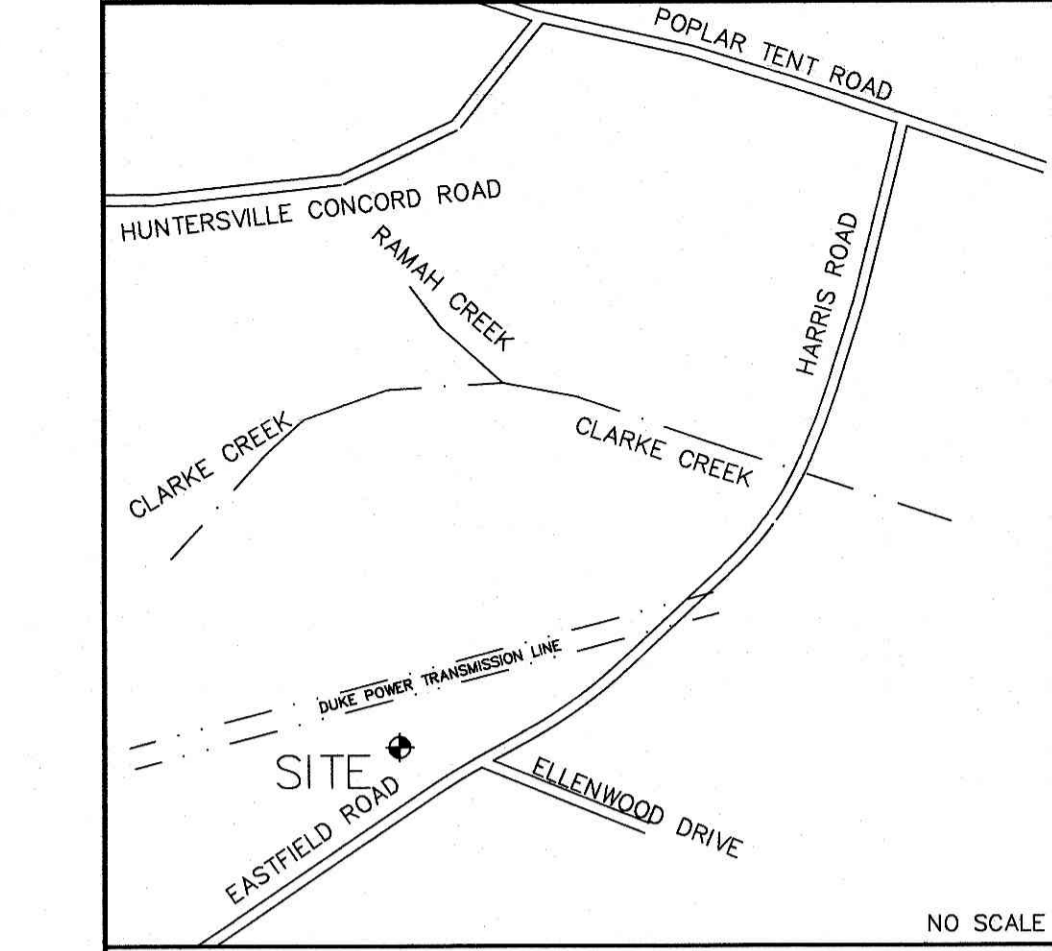 POPLAR TENT ROAD
HUNTERSVILLE CONCORD ROAD
RAMAH CREEK
HARRIS ROAD
CLARKE CREEK
CLARKE CREEK
DUKE POWER TRANSMISSION LINE
SITE
EASTFIELD ROAD
ELLENWOOD DRIVE
NO SCALE